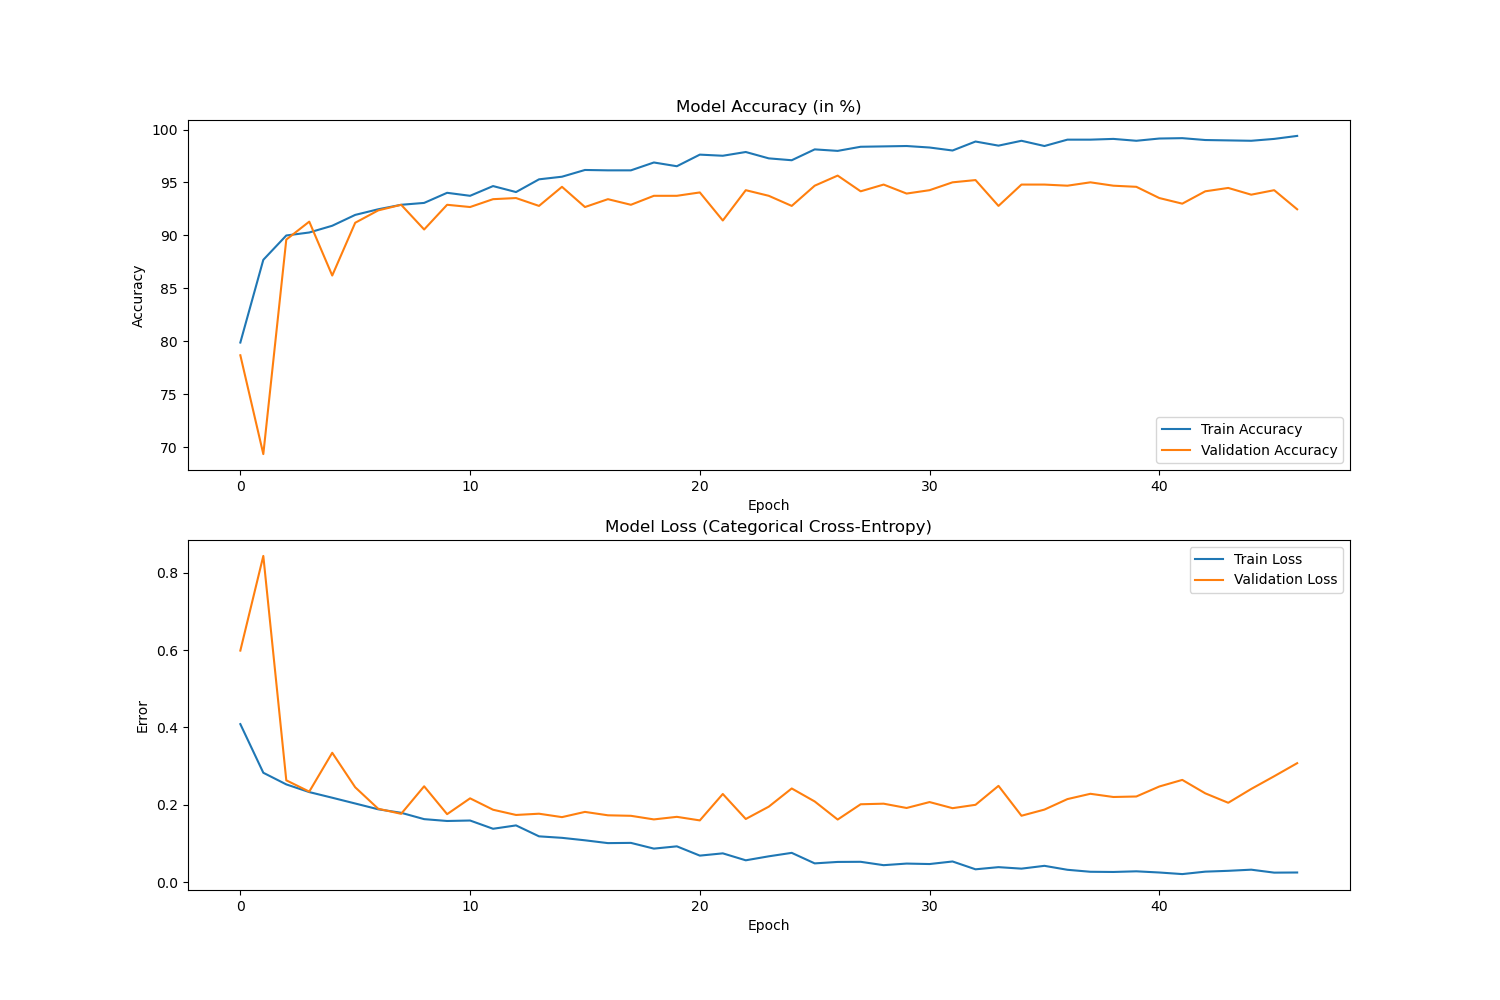 Model Accuracy (in %)
100
95
90
85
80
75
70
Accuracy
Train Accuracy
Validation Accuracy
0 10 20 30 40
Epoch
Model Loss (Categorical Cross-Entropy)
Train Loss
Validation Loss
0.8
0.6
0.4
0.2
0.0
Error
0 10 20 30 40
Epoch